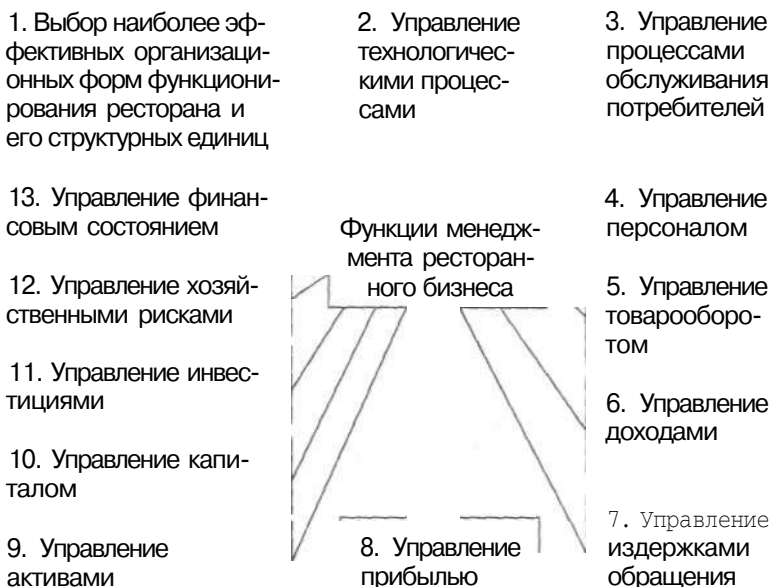 1. Выбор наиболее эф-
фективных организаци-
онных форм функциони-
рования ресторана и
его структурных единиц
2. Управление
технологичес-
кими процес-
сами
3. Управление
процессами
обслуживания
потребителей
13. Управление финан-
совым состоянием
Функции менедж-
мента ресторан-
ного бизнеса
4. Управление
персоналом
12. Управление хозяй-
ственными рисками
5. Управление
товарооборо-
том
11. Управление инвес-
тициями
6. Управление
доходами
10. Управление капи-
талом
9. Управление
активами
8. Управление
прибылью
7. Управление
издержками
обращения